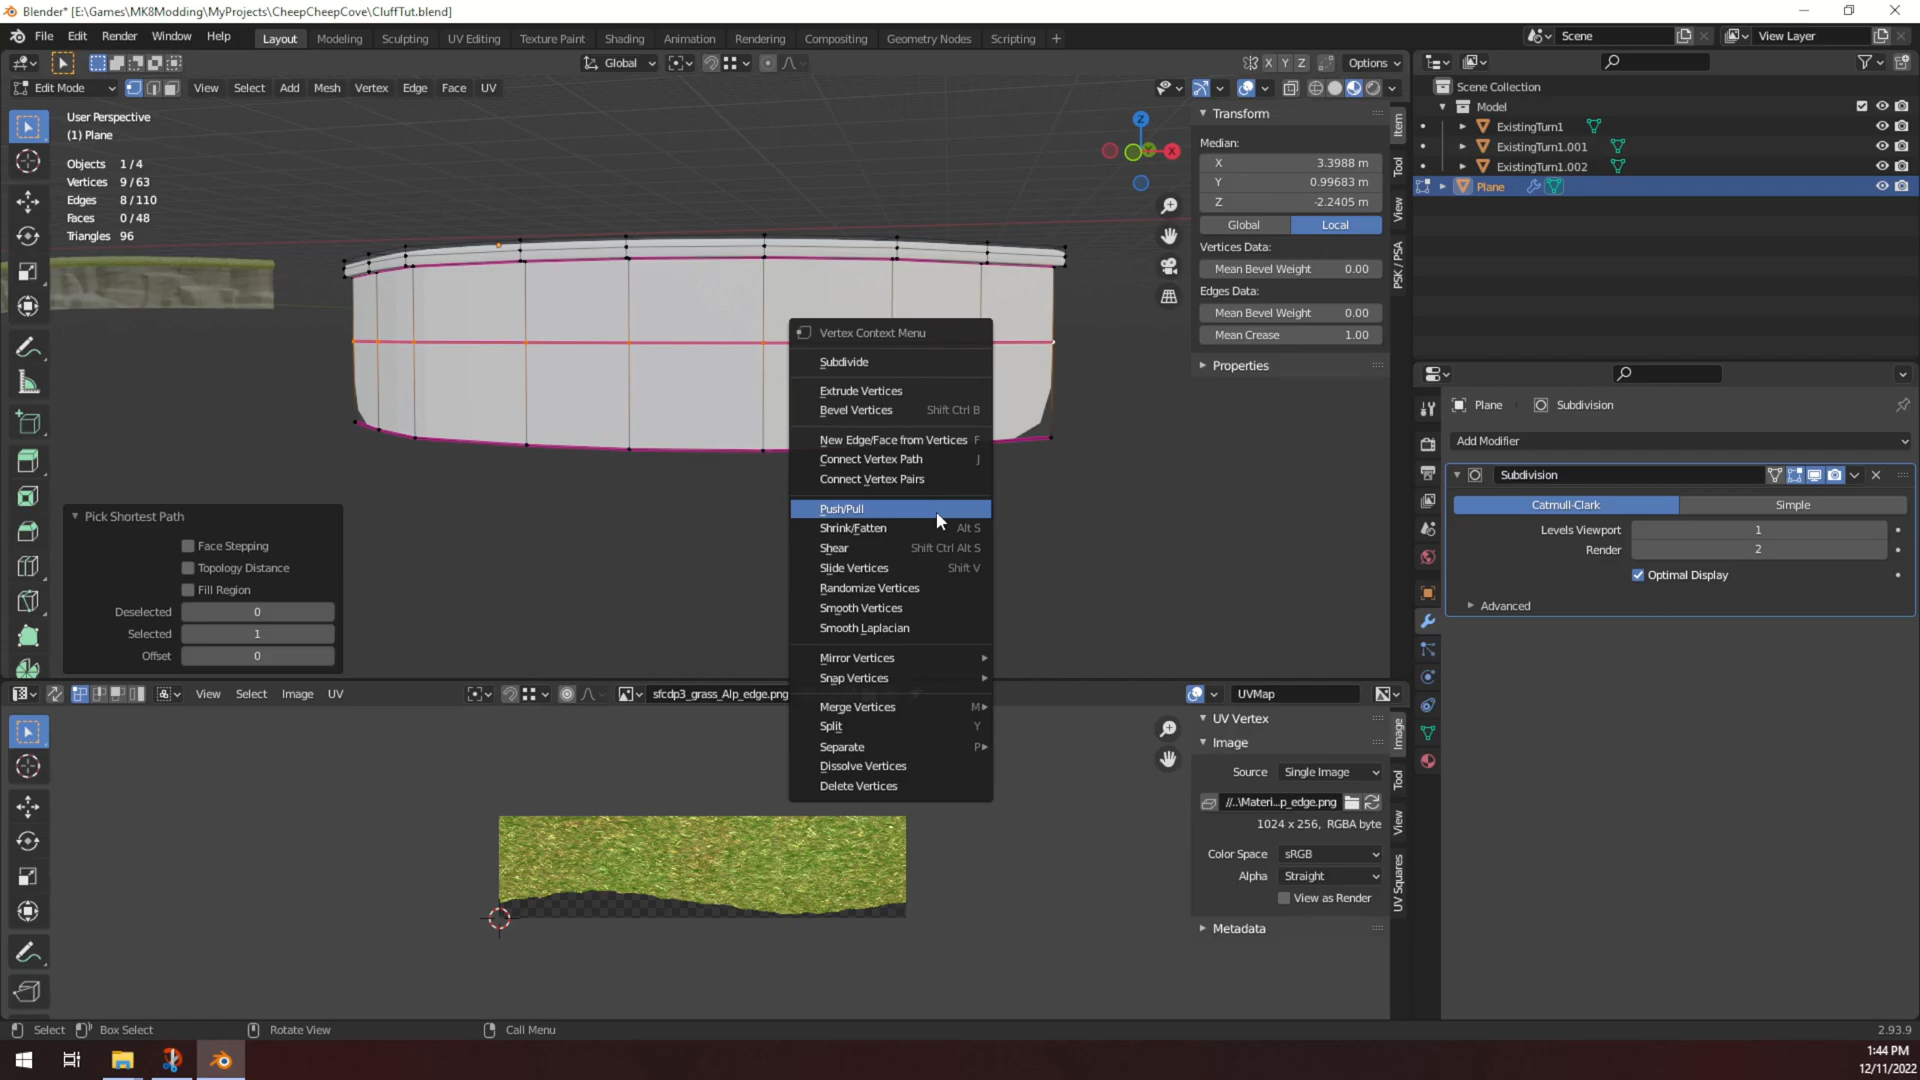 Blender* [E:\Games\MK8Modding\MyProjects\CheepCheepCove\CluffTut.blend]
File Edit Render Window Help Layout Modeling Sculpting UV Editing Texture Paint Shading Animation Rendering Compositing Geometry Nodes Scripting + Scene View Layer
Global X Y Z Options
Edit Mode View Select Add Mesh Vertex Edge Face UV
User Perspective
(1) Plane
Objects 1/4
Vertices 9/63
Edges 8/110
Faces 0/48
Triangles 96
Z
Y
X
Transform
Median:
X 3.3988 m
Y 0.99683 m
Z -2.2405 m
Global Local
Vertices Data:
Mean Bevel Weight 0.00
Edges Data:
Mean Bevel Weight 0.00
Mean Crease 1.00
Properties
Item
Tool
View
PSK / PSA
Scene Collection
Model
ExistingTurn1
ExistingTurn1.001
ExistingTurn1.002
Plane
Vertex Context Menu
Subdivide
Extrude Vertices
Bevel Vertices Shift Ctrl B
New Edge/Face from Vertices F
Connect Vertex Path J
Connect Vertex Pairs
Push/Pull
Shrink/Fatten Alt S
Shear Shift Ctrl Alt S
Slide Vertices Shift V
Randomize Vertices
Smooth Vertices
Smooth Laplacian
Mirror Vertices
Snap Vertices
Merge Vertices M
Split Y
Separate P
Dissolve Vertices
Delete Vertices
Pick Shortest Path
Face Stepping
Topology Distance
Fill Region
Deselected 0
Selected 1
Offset 0
Plane Subdivision
Add Modifier
Subdivision
Catmull-Clark Simple
Levels Viewport 1
Render 2
Optimal Display
Advanced
View Select Image UV sfcdp3_grass_Alp_edge.png UVMap
UV Vertex
Image
Source Single Image
//..\Materi...p_edge.png
1024 x 256, RGBA byte
Color Space sRGB
Alpha Straight
View as Render
Metadata
Image
Tool
View
UV Squares
Select Box Select Rotate View Call Menu 2.93.9
1:44 PM
12/11/2022